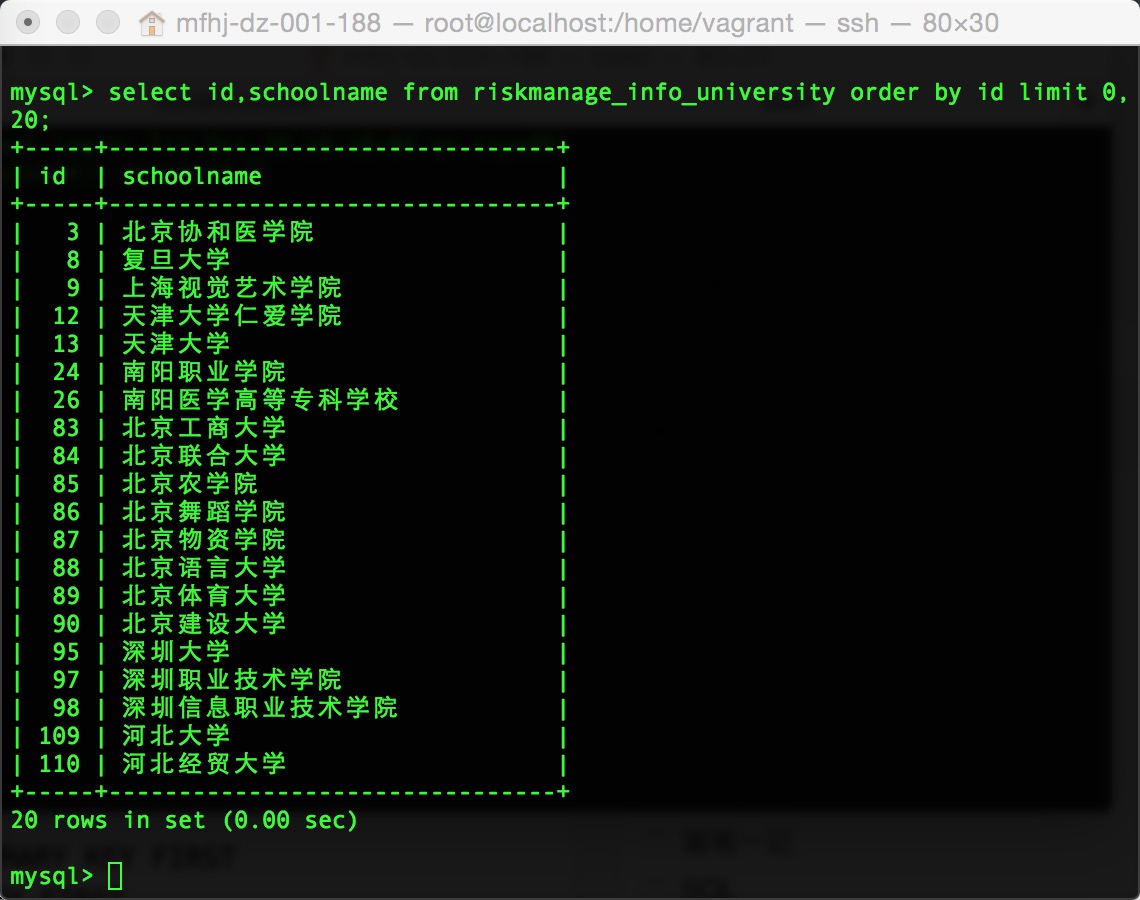 mfhj-dz-001-188 — root@localhost:/home/vagrant — ssh — 80×30
mysql> select id,schoolname from riskmanage_info_university order by id limit 0,
20;
+-----+--------------------------------+
| id  | schoolname                     |
+-----+--------------------------------+
|   3 | 北京协和医学院                 |
|   8 | 复旦大学                       |
|   9 | 上海视觉艺术学院               |
|  12 | 天津大学仁爱学院               |
|  13 | 天津大学                       |
|  24 | 南阳职业学院                   |
|  26 | 南阳医学高等专科学校           |
|  83 | 北京工商大学                   |
|  84 | 北京联合大学                   |
|  85 | 北京农学院                     |
|  86 | 北京舞蹈学院                   |
|  87 | 北京物资学院                   |
|  88 | 北京语言大学                   |
|  89 | 北京体育大学                   |
|  90 | 北京建设大学                   |
|  95 | 深圳大学                       |
|  97 | 深圳职业技术学院               |
|  98 | 深圳信息职业技术学院           |
| 109 | 河北大学                       |
| 110 | 河北经贸大学                   |
+-----+--------------------------------+
20 rows in set (0.00 sec)
mysql>